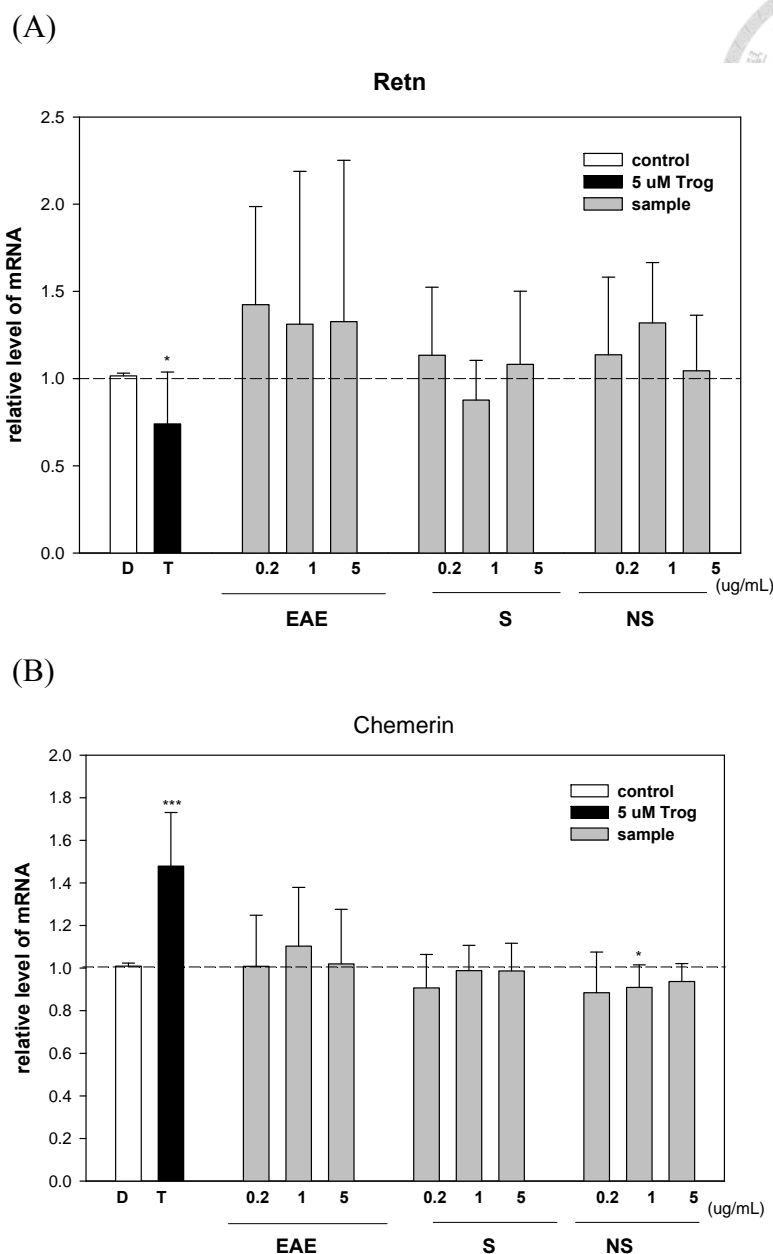 (A)
Retn
2.5
2.0
1.5
1.0
0.5
0.0
relative level of mRNA
control
5 uM Trog
sample
*
D T 0.2 1 5 0.2 1 5 0.2 1 5
(ug/mL)
EAE S NS
(B)
Chemerin
2.0
1.8
1.6
1.4
1.2
1.0
0.8
0.6
0.4
0.2
0.0
relative level of mRNA
control
5 uM Trog
sample
***
*
D T 0.2 1 5 0.2 1 5 0.2 1 5
(ug/mL)
EAE S NS